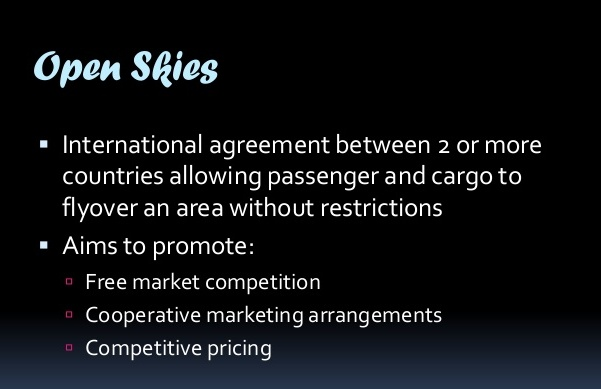 Open Skies
International agreement between 2 or more
countries allowing passenger and cargo to
flyover an area without restrictions
Aims to promote:
Free market competition
Cooperative marketing arrangements
Competitive pricing